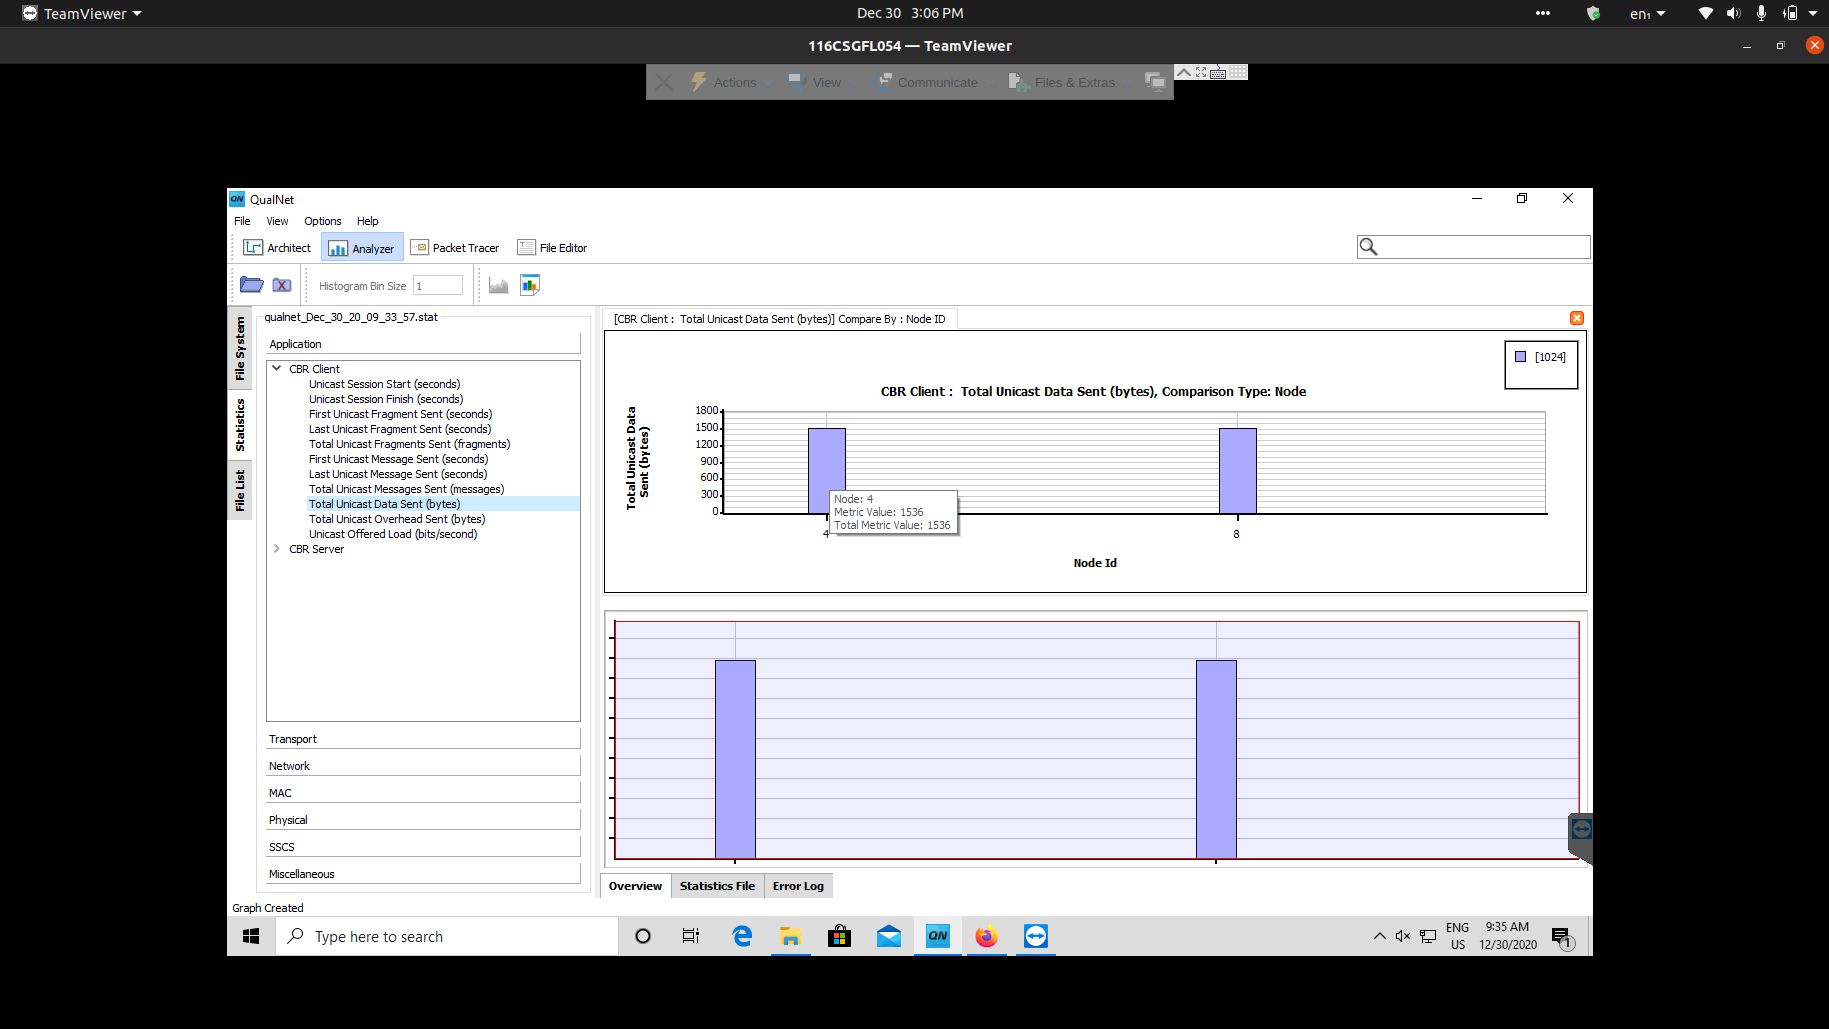 TeamViewer
Dec 30 3:06 PM
en₁
116CSGFL054 — TeamViewer
Actions
View
Communicate
Files & Extras
QN QualNet
File View Options Help
Architect Analyzer Packet Tracer File Editor
Histogram Bin Size 1
File System
Statistics
File List
qualnet_Dec_30_20_09_33_57.stat
Application
CBR Client
Unicast Session Start (seconds)
Unicast Session Finish (seconds)
First Unicast Fragment Sent (seconds)
Last Unicast Fragment Sent (seconds)
Total Unicast Fragments Sent (fragments)
First Unicast Message Sent (seconds)
Last Unicast Message Sent (seconds)
Total Unicast Messages Sent (messages)
Total Unicast Data Sent (bytes)
Total Unicast Overhead Sent (bytes)
Unicast Offered Load (bits/second)
CBR Server
Transport
Network
MAC
Physical
SSCS
Miscellaneous
Graph Created
[CBR Client : Total Unicast Data Sent (bytes)] Compare By : Node ID
[1024]
CBR Client : Total Unicast Data Sent (bytes), Comparison Type: Node
Total Unicast Data
Sent (bytes)
1800
1500
1200
900
600
300
0
Node: 4
Metric Value: 1536
Total Metric Value: 1536
4
8
Node Id
Overview Statistics File Error Log
Type here to search
QN
ENG
US
9:35 AM
12/30/2020
1